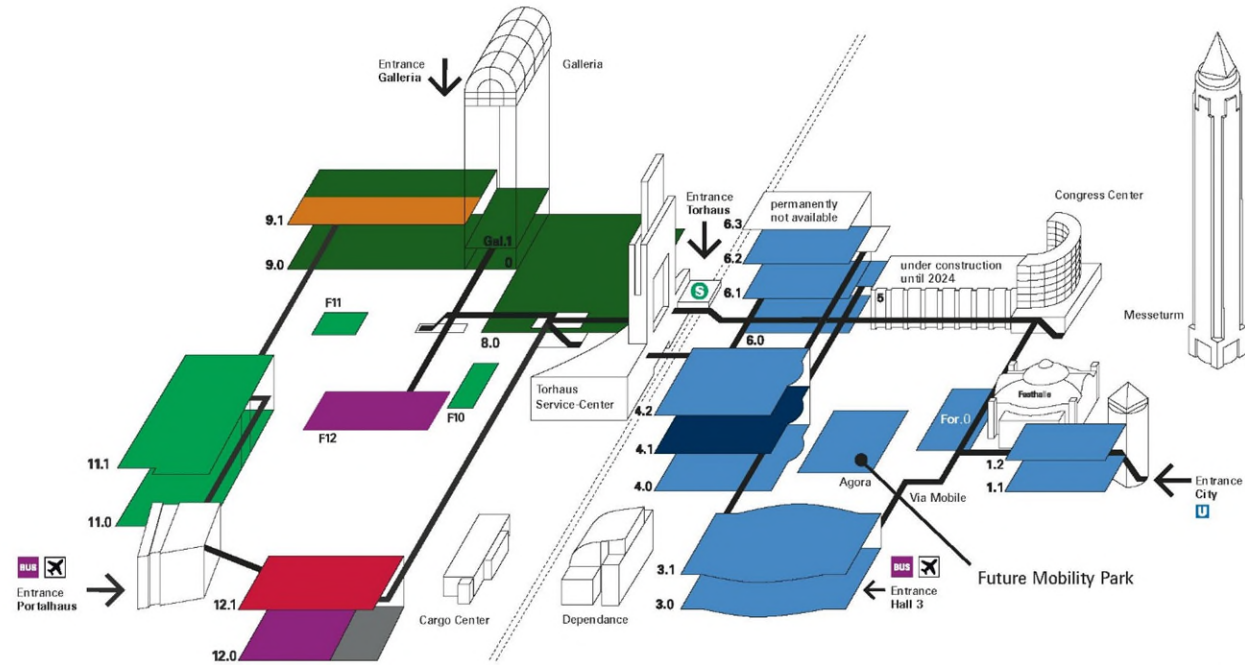 Entrance
Galleria
Galleria
Entrance
Torhaus
permanently
not available
Congress Center
Messeturm
9.1
9.0
Gal.1
0
6.3
6.2
6.1
6.0
under construction
until 2024
5
S
F11
8.0
F10
F12
Torhaus
Service-Center
4.2
4.1
4.0
Agora
For.0
Festhalle
Via Mobile
1.2
1.1
Entrance
City
U
11.1
11.0
BUS
Entrance
Portalhaus
12.1
12.0
Cargo Center
Dependance
3.1
3.0
BUS
Entrance
Hall 3
Future Mobility Park